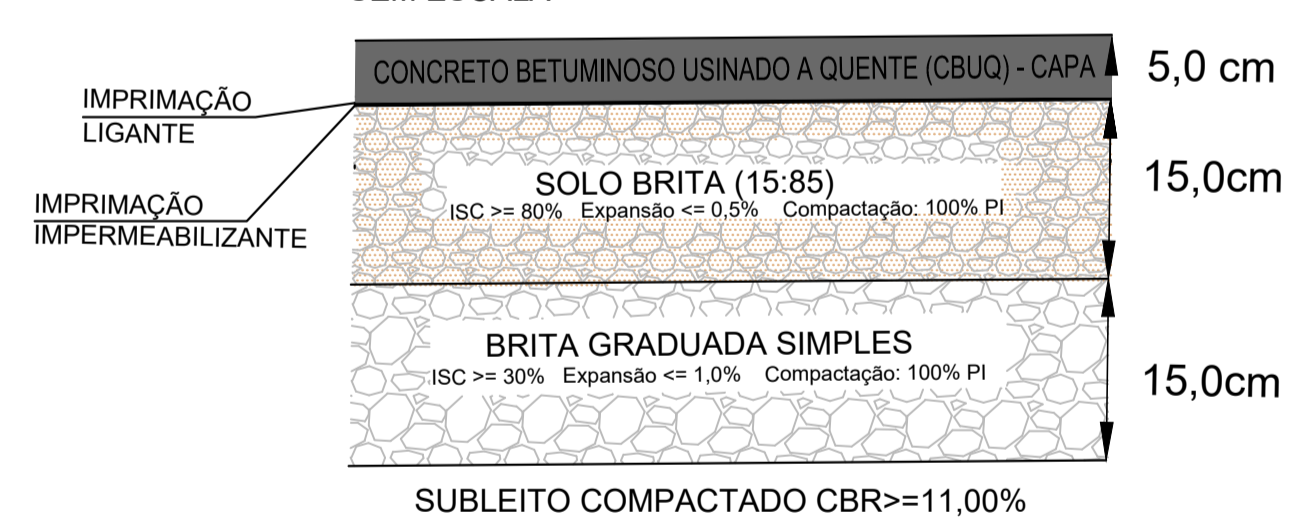 CONCRETO BETUMINOSO USINADO A QUENTE (CBUQ) - CAPA
5,0 cm
IMPRIMAÇÃO
LIGANTE
SOLO BRITA (15:85)
15,0cm
ISC >= 80% Expansão <= 0,5% Compactação: 100% PI
IMPRIMAÇÃO
IMPERMEABILIZANTE
BRITA GRADUADA SIMPLES
ISC >= 30% Expansão <= 1,0% Compactação: 100% PI
15,0cm
SUBLEITO COMPACTADO CBR>=11,00%